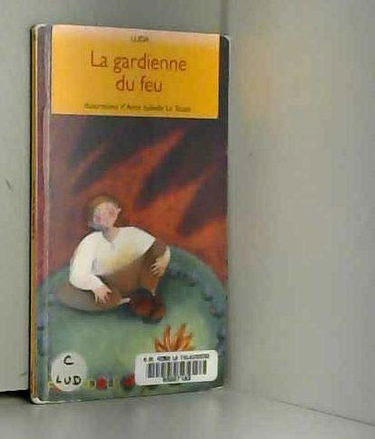 LUDA
La gardienne
du feu
illustrations d'Anne Isabelle Le Touzé
C
LUD